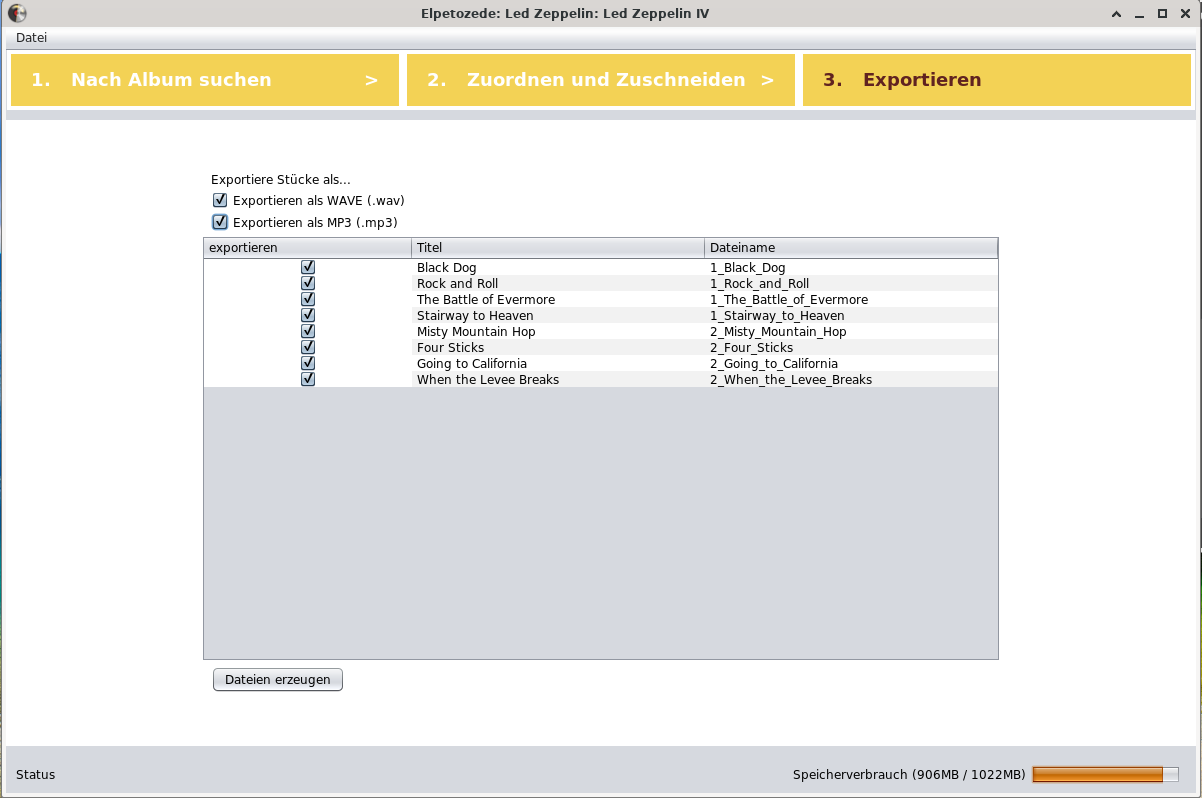 Elpetozede: Led Zeppelin: Led Zeppelin IV
Datei
1. Nach Album suchen >
2. Zuordnen und Zuschneiden >
3. Exportieren
Exportiere Stücke als...
Exportieren als WAVE (.wav)
Exportieren als MP3 (.mp3)
exportieren Titel Dateiname
Black Dog 1_Black_Dog
Rock and Roll 1_Rock_and_Roll
The Battle of Evermore 1_The_Battle_of_Evermore
Stairway to Heaven 1_Stairway_to_Heaven
Misty Mountain Hop 2_Misty_Mountain_Hop
Four Sticks 2_Four_Sticks
Going to California 2_Going_to_California
When the Levee Breaks 2_When_the_Levee_Breaks
Dateien erzeugen
Status
Speicherverbrauch (906MB / 1022MB)